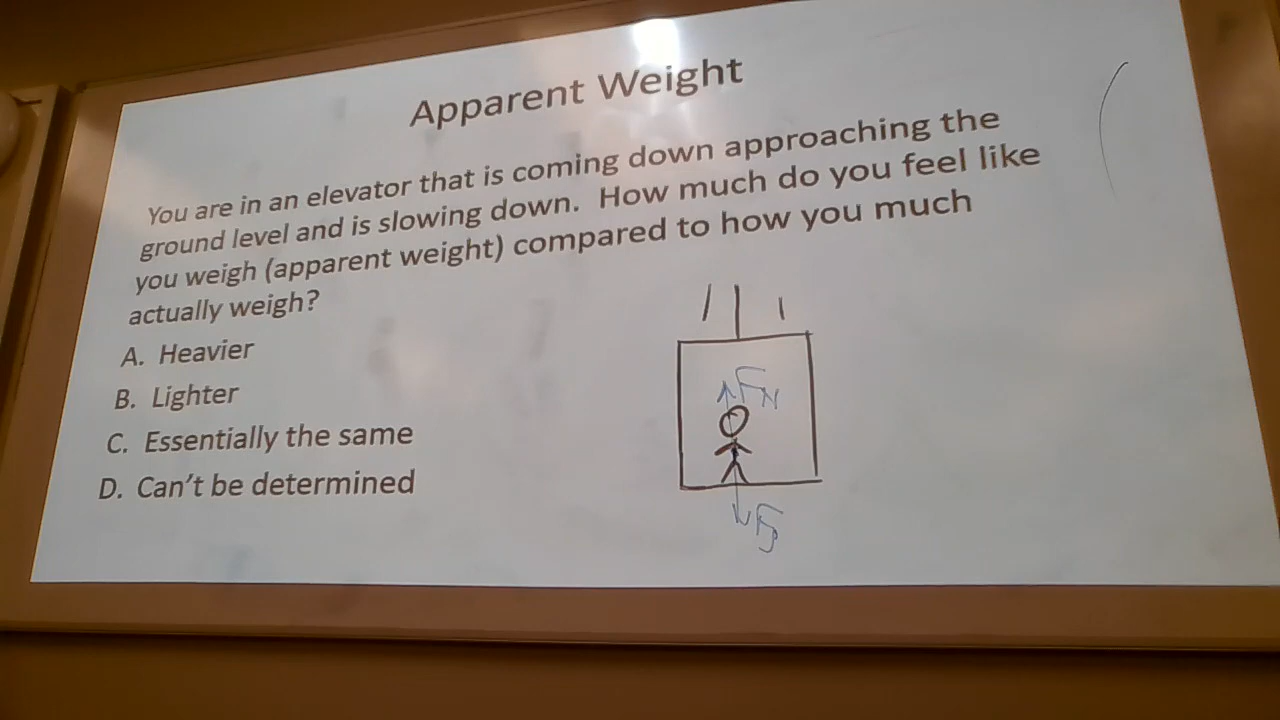 Apparent Weight
You are in an elevator that is coming down approaching the
ground level and is slowing down. How much do you feel like
you weigh (apparent weight) compared to how you much
actually weigh?
A. Heavier
B. Lighter
C. Essentially the same
D. Can't be determined
FN
Fg